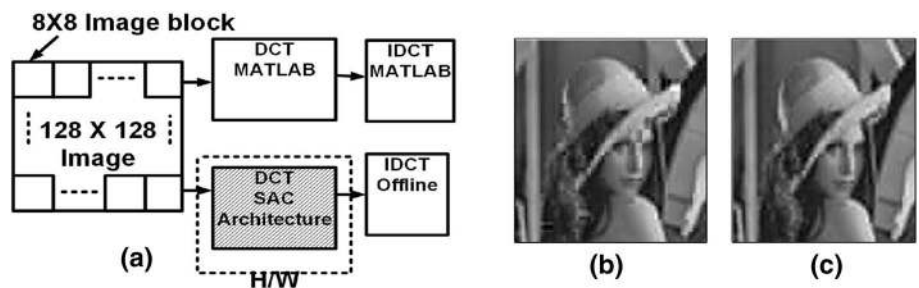 8X8 Image block
128 X 128
Image
DCT
MATLAB
IDCT
MATLAB
DCT
SAC
Architecture
IDCT
Offline
H/W
(a)
(b)
(c)